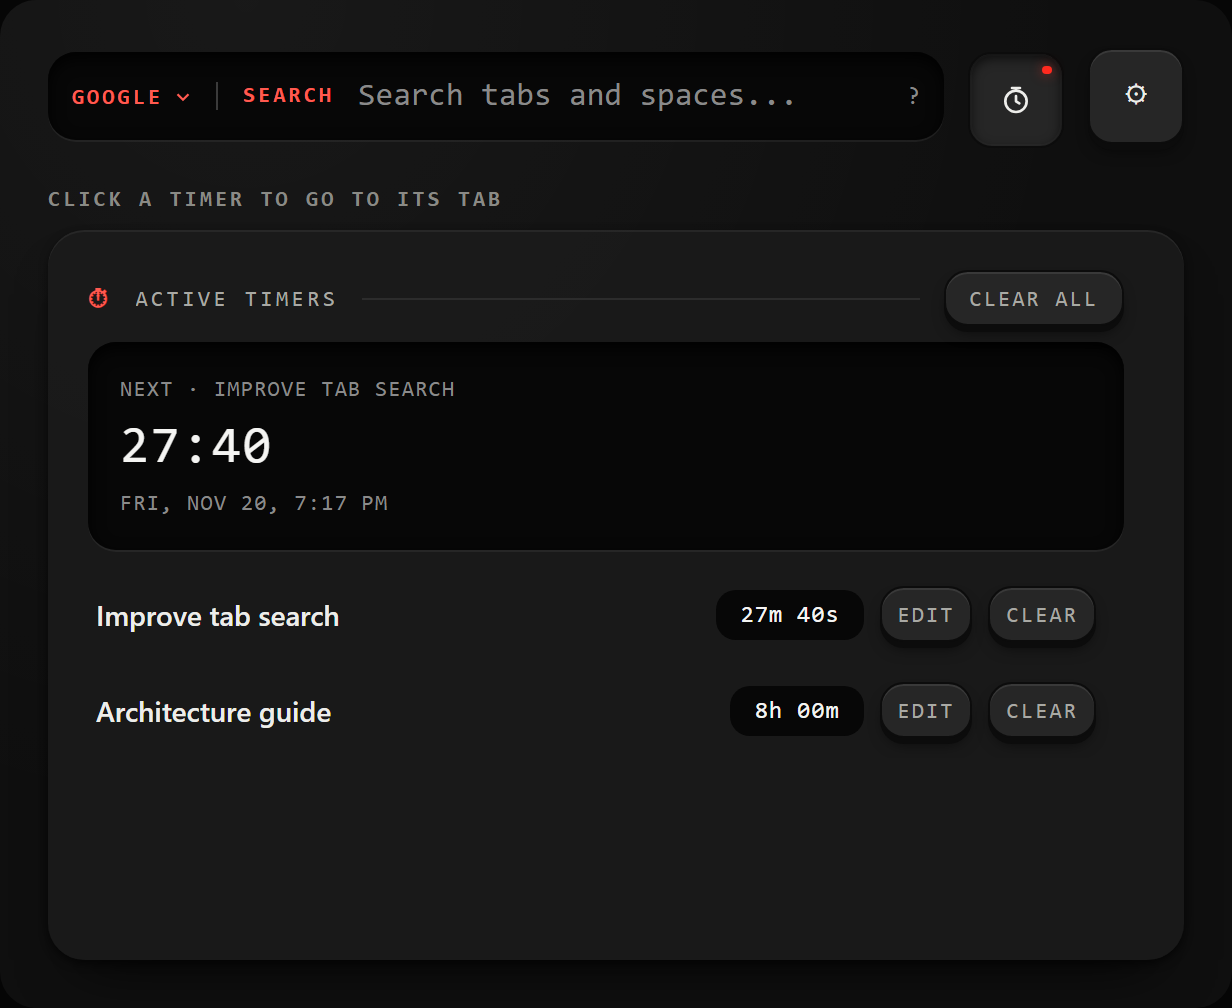 GOOGLE SEARCH Search tabs and spaces... ?
CLICK A TIMER TO GO TO ITS TAB
ACTIVE TIMERS CLEAR ALL
NEXT · IMPROVE TAB SEARCH
27:40
FRI, NOV 20, 7:17 PM
Improve tab search 27m 40s EDIT CLEAR
Architecture guide 8h 00m EDIT CLEAR